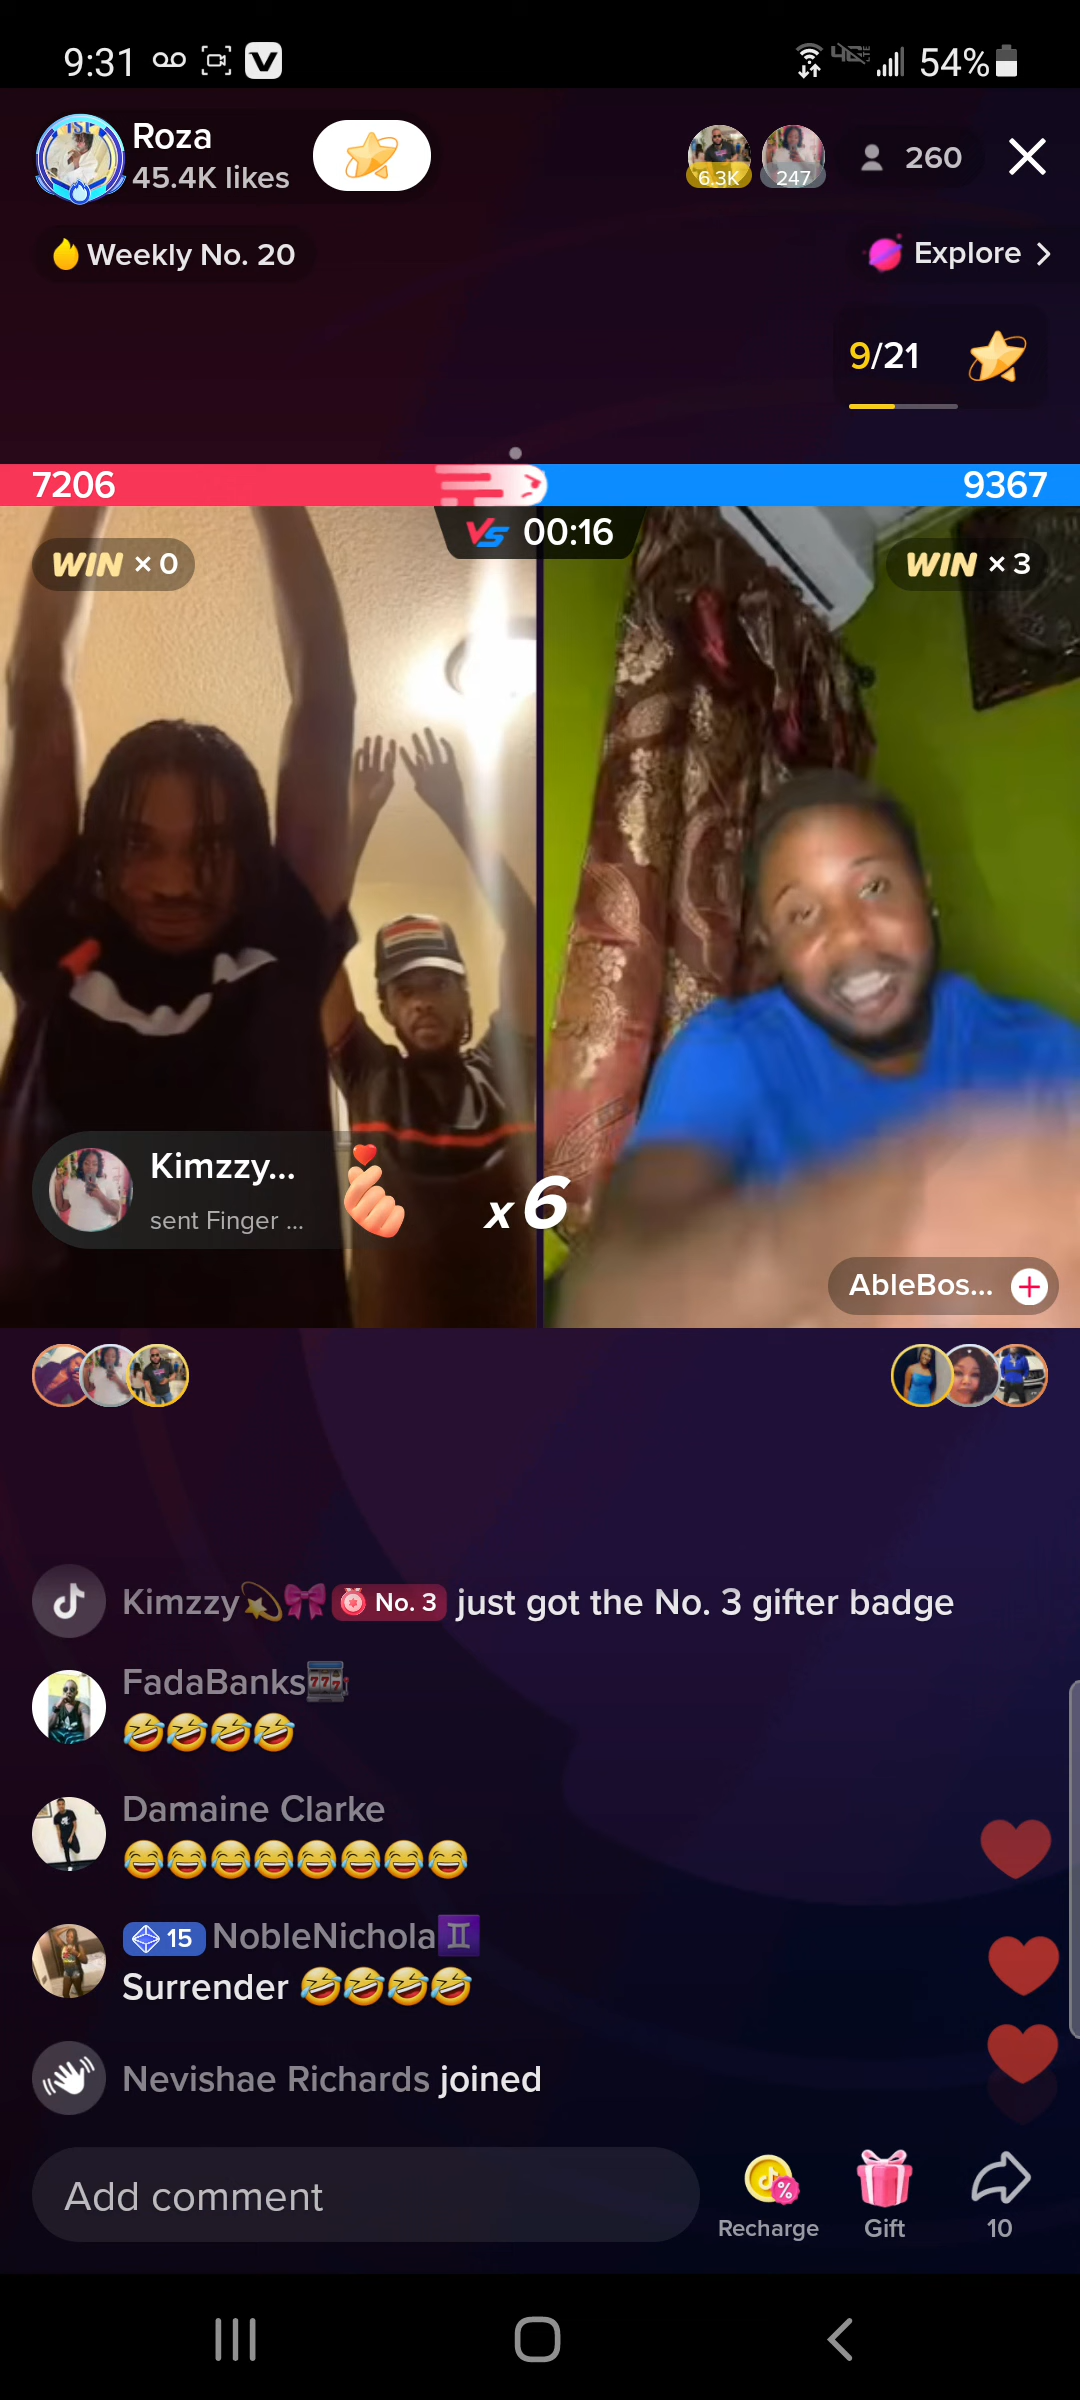 9:31
54%
Roza
45.4K likes
6.3K
247
260
Weekly No. 20
Explore
9/21
7206
9367
VS 00:16
WIN × 0
WIN × 3
Kimzzy...
sent Finger ...
x 6
AbleBos...
Kimzzy💫🎀 No. 3 just got the No. 3 gifter badge
FadaBanks🎰
🤣🤣🤣🤣
Damaine Clarke
😂😂😂😂😂😂😂😂
15 NobleNichola♊
Surrender 🤣🤣🤣🤣
Nevishae Richards joined
Add comment
Recharge
Gift
10